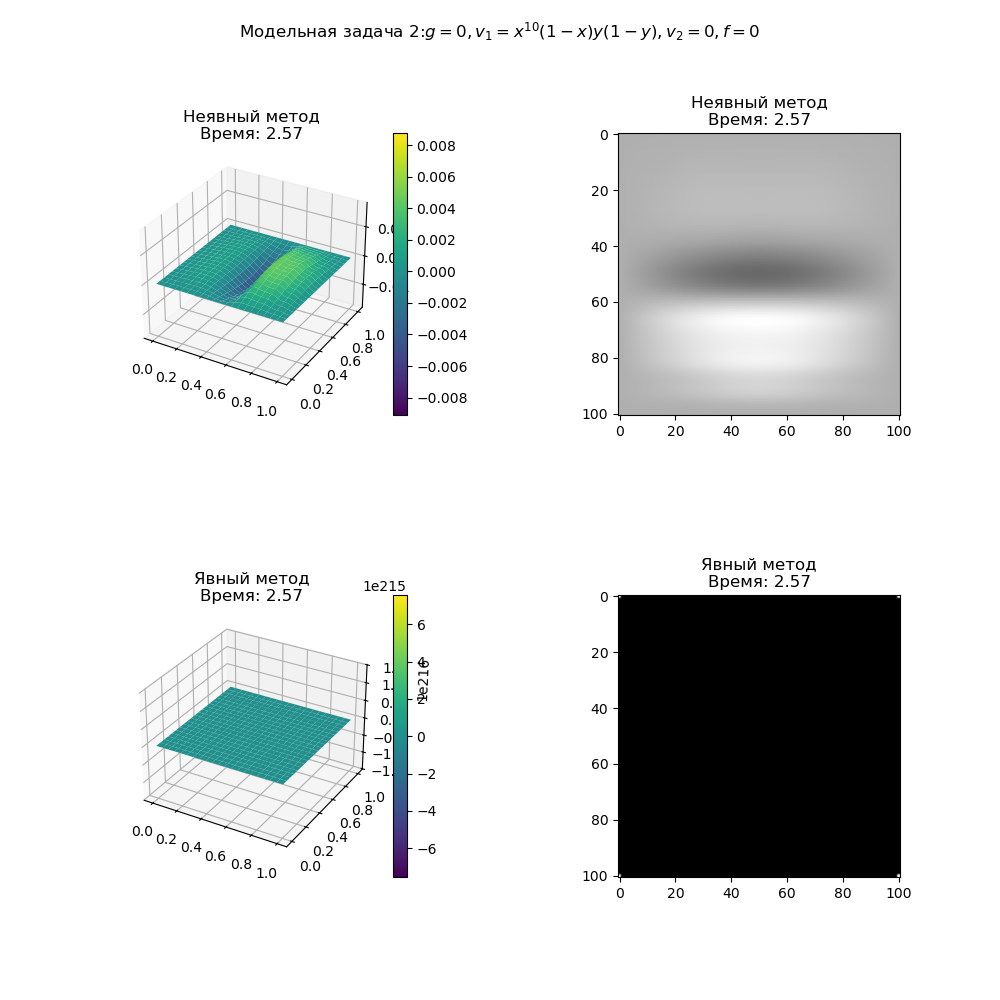 Модельная задача 2:g = 0, v₁ = x¹⁰(1 − x)y(1 − y), v₂ = 0, f = 0
Неявный метод
Время: 2.57
0.008
0.006
0.004
0.002
0.000
−0.002
−0.004
−0.006
−0.008
0.0 0.2 0.4 0.6 0.8 1.0
0.0 0.2 0.4 0.6 0.8 1.0
Неявный метод
Время: 2.57
0
20
40
60
80
100
0 20 40 60 80 100
Явный метод
Время: 2.57
1e215
6
4
2
0
−2
−4
−6
1e216
0.0 0.2 0.4 0.6 0.8 1.0
0.0 0.2 0.4 0.6 0.8 1.0
Явный метод
Время: 2.57
0
20
40
60
80
100
0 20 40 60 80 100